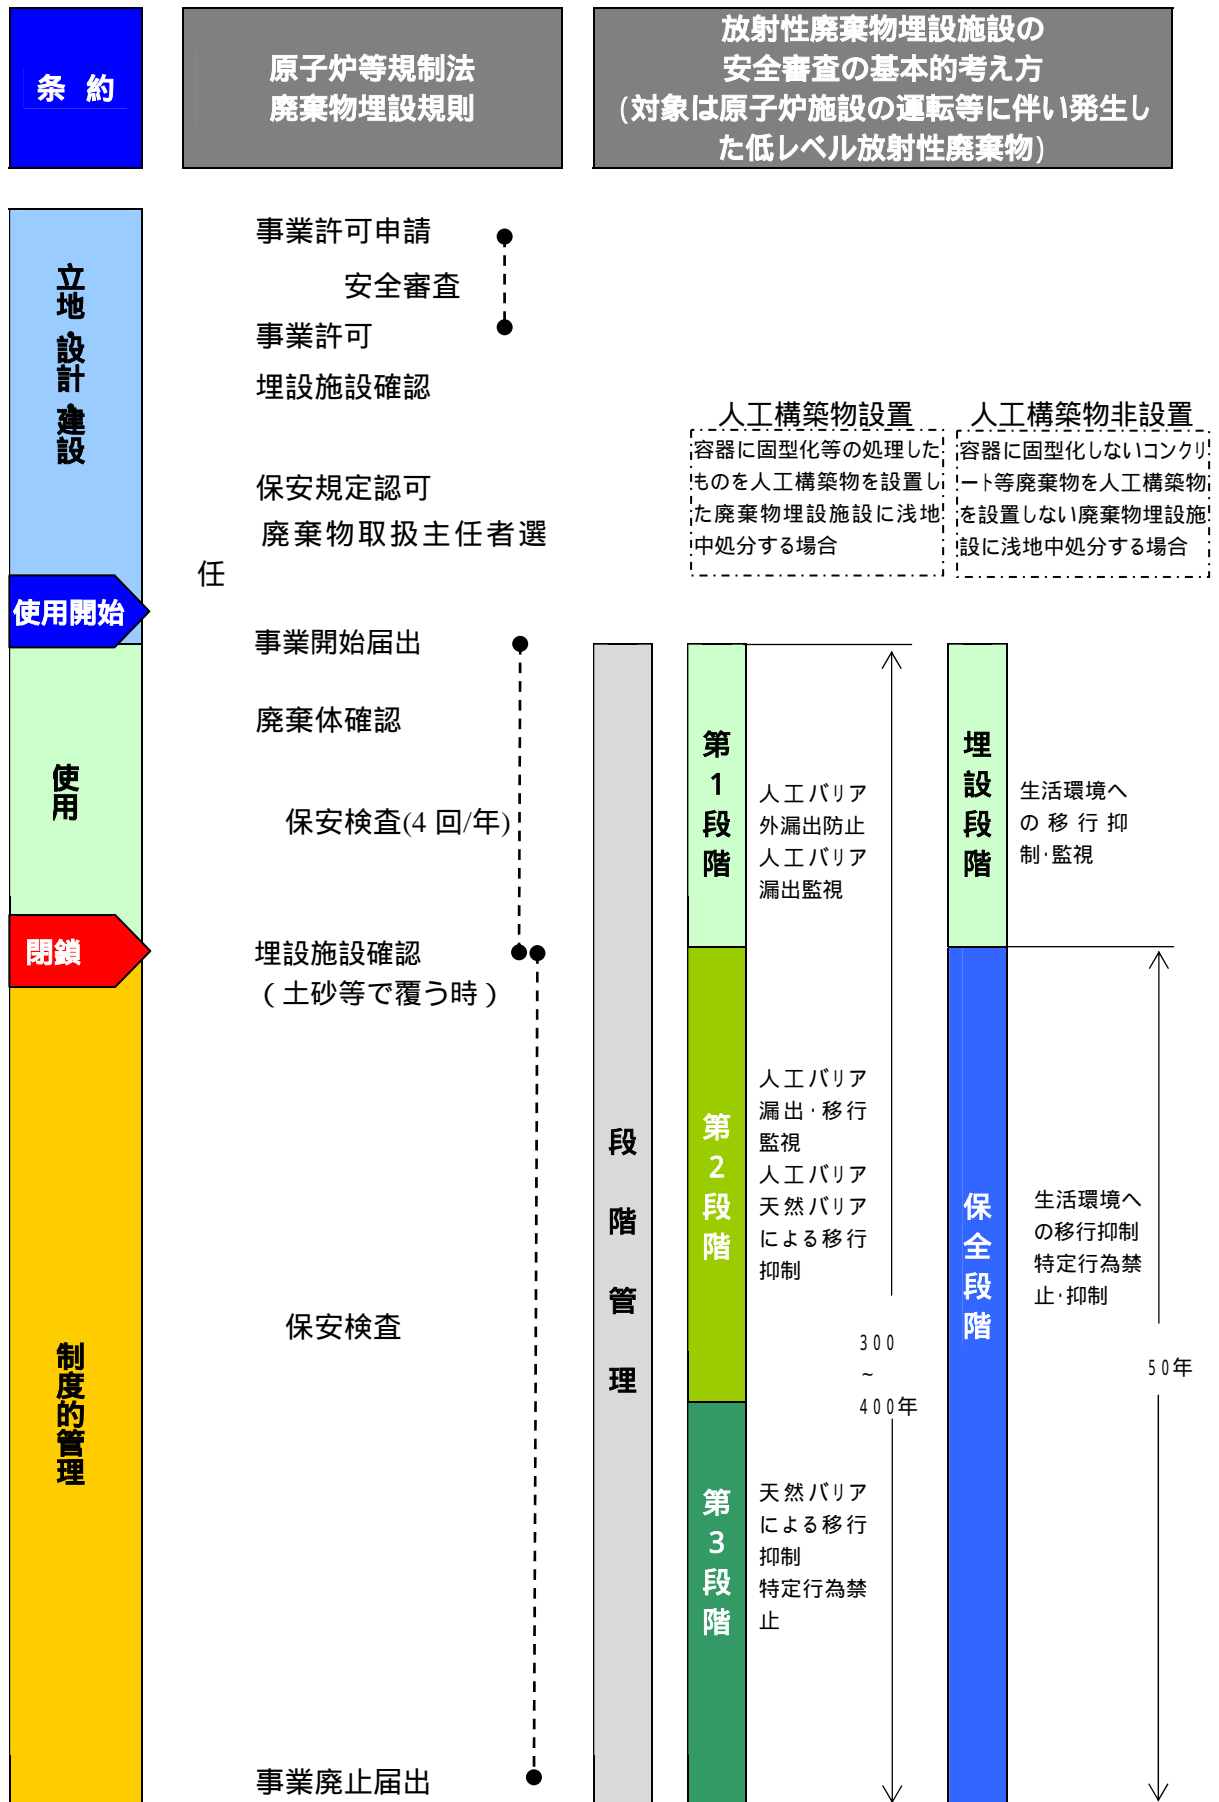 条 約
原子炉等規制法
廃棄物埋設規則
放射性廃棄物埋設施設の
安全審査の基本的考え方
(対象は原子炉施設の運転等に伴い発生し
た低レベル放射性廃棄物)
立地・設計・建設
使用開始
使用
閉鎖
制度的管理
事業許可申請
安全審査
事業許可
埋設施設確認
保安規定認可
廃棄物取扱主任者選
任
事業開始届出
廃棄体確認
保安検査(4 回/年)
埋設施設確認
(土砂等で覆う時)
保安検査
事業廃止届出
段階管理
人工構築物設置
容器に固型化等の処理した
ものを人工構築物を設置し
た廃棄物埋設施設に浅地
中処分する場合
第1段階
人工バリア
外漏出防止
人工バリア
漏出監視
第2段階
人工バリア
漏出・移行
監視
人工バリア
天然バリア
による移行
抑制
第3段階
天然バリア
による移行
抑制
特定行為禁
止
300
~
400年
人工構築物非設置
容器に固型化しないコンクリ
ート等廃棄物を人工構築物
を設置しない廃棄物埋設施
設に浅地中処分する場合
埋設段階
生活環境へ
の移行抑
制・監視
保全段階
生活環境へ
の移行抑制
特定行為禁
止・抑制
50年